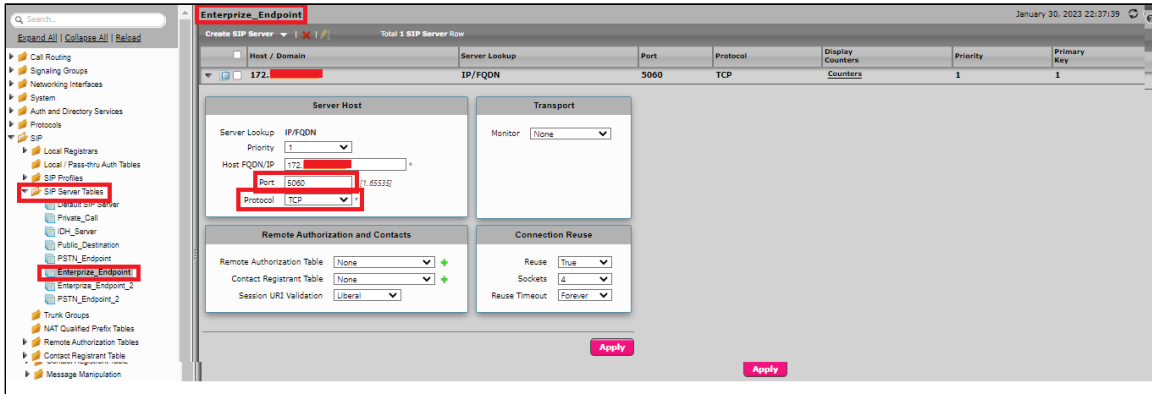 Search...
Expand All | Collapse All | Reload
Call Routing
Signaling Groups
Networking Interfaces
System
Auth and Directory Services
Protocols
SIP
Local Registrars
Local / Pass-thru Auth Tables
SIP Profiles
SIP Server Tables
Default SIP Server
Private_Call
IDH_Server
Public_Destination
PSTN_Endpoint
Enterprize_Endpoint
Enterprize_Endpoint_2
PSTN_Endpoint_2
Trunk Groups
NAT Qualified Prefix Tables
Remote Authorization Tables
Contact Registrant Table
Message Manipulation
Enterprize_Endpoint January 30, 2023 22:37:39
Create SIP Server | | Total 1 SIP Server Row
Host / Domain Server Lookup Port Protocol Display Counters Priority Primary Key
172. IP/FQDN 5060 TCP Counters 1 1
Server Host
Server Lookup IP/FQDN
Priority 1
Host FQDN/IP 172. *
Port 5060 [1..65535]
Protocol TCP *
Transport
Monitor None
Remote Authorization and Contacts
Remote Authorization Table None
Contact Registrant Table None
Session URI Validation Liberal
Connection Reuse
Reuse True
Sockets 4
Reuse Timeout Forever
Apply
Apply